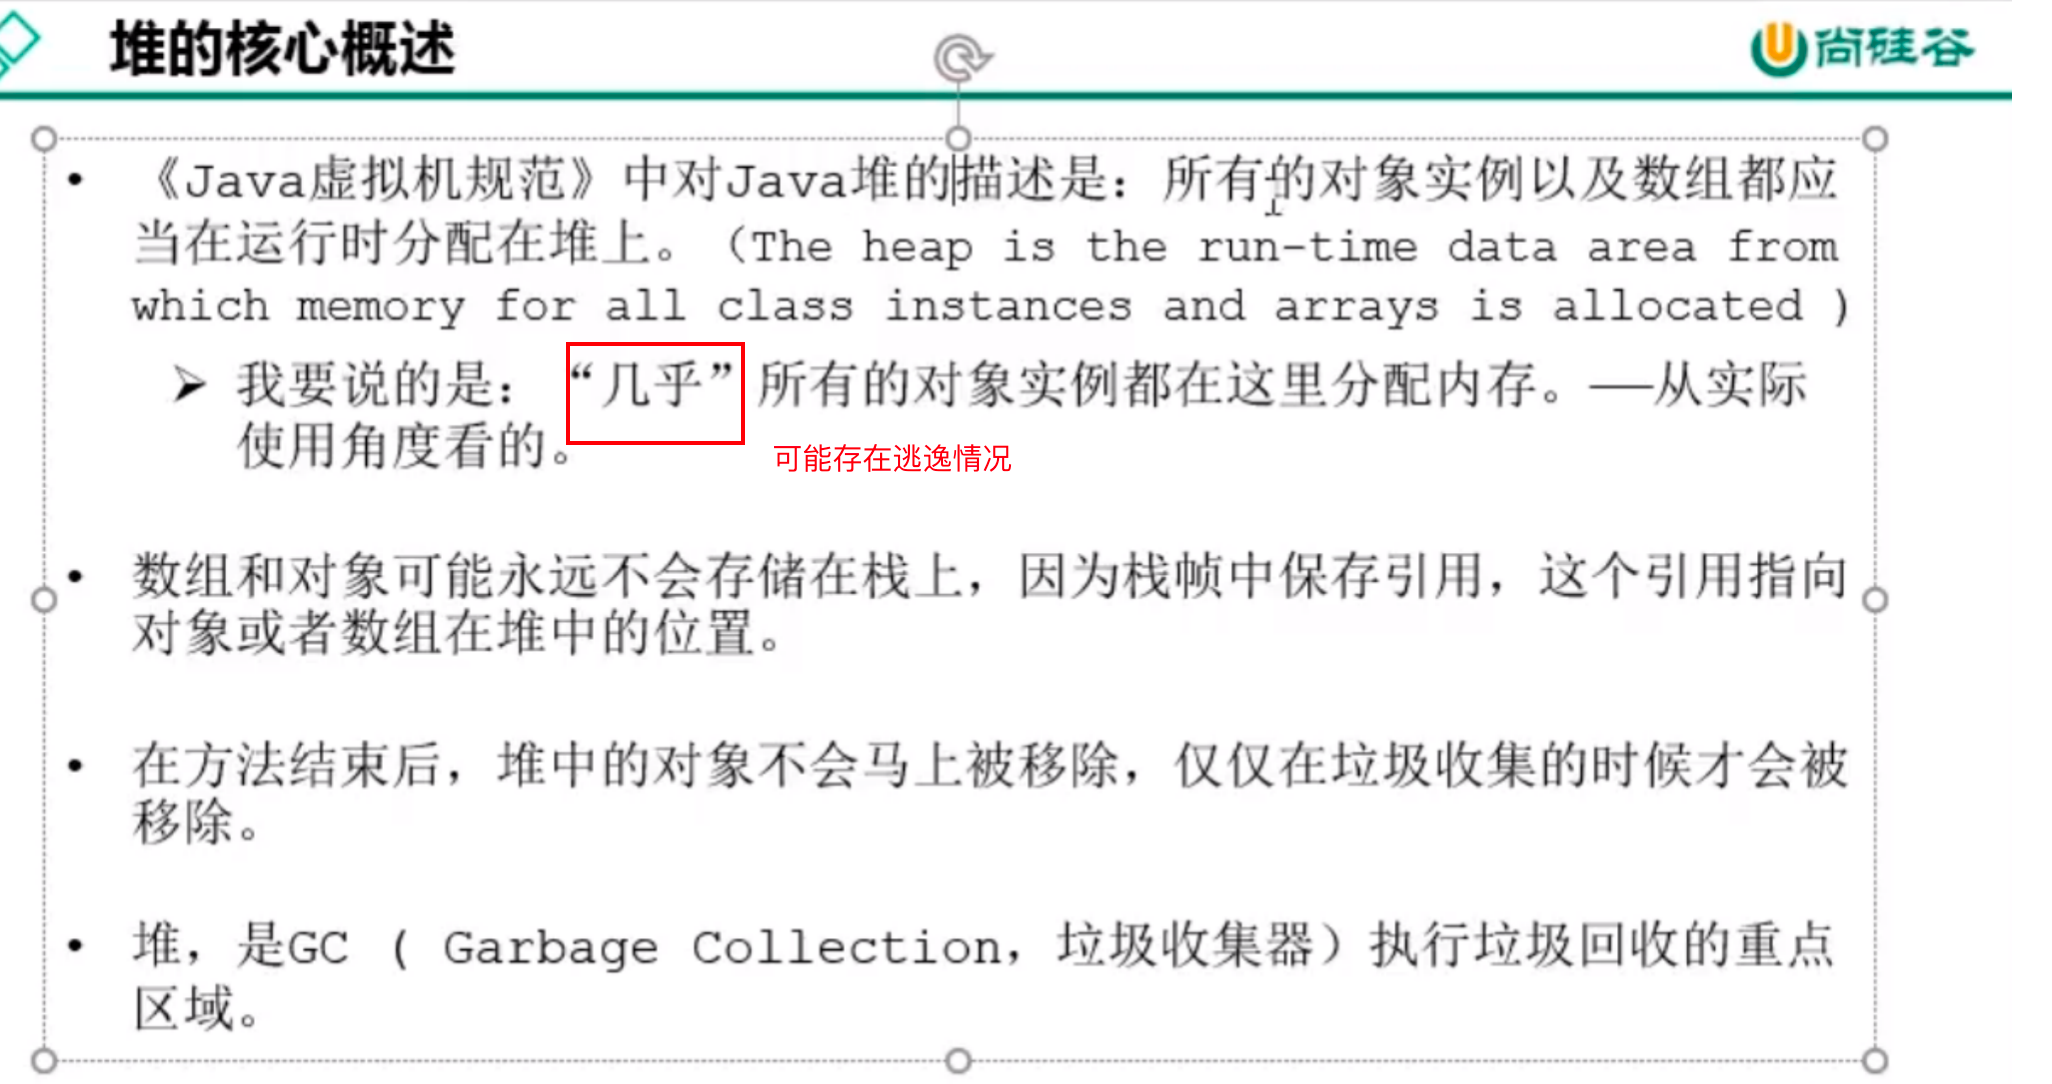 堆的核心概述
尚硅谷
• 《Java虚拟机规范》中对Java堆的描述是：所有的对象实例以及数组都应
当在运行时分配在堆上。（The heap is the run-time data area from
which memory for all class instances and arrays is allocated )
➢ 我要说的是：“几乎”所有的对象实例都在这里分配内存。——从实际
使用角度看的。
可能存在逃逸情况
• 数组和对象可能永远不会存储在栈上，因为栈帧中保存引用，这个引用指向
对象或者数组在堆中的位置。
• 在方法结束后，堆中的对象不会马上被移除，仅仅在垃圾收集的时候才会被
移除。
• 堆，是GC ( Garbage Collection，垃圾收集器）执行垃圾回收的重点
区域。